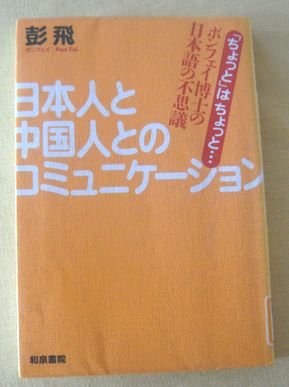 彭飛
ポンフェイ Pon Fei
「ちょっと」はちょっと…
ポンフェイ博士の
日本語の不思議
日本人と
中国人との
コミュニケーション
和泉書院